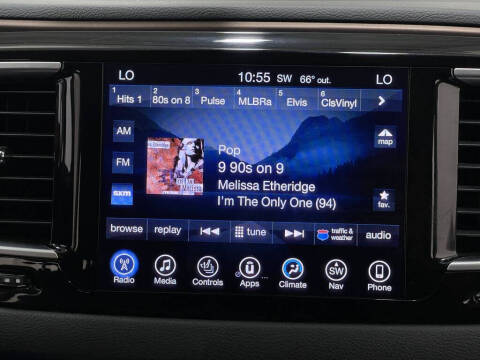 LO 10:55 SW 66° out. LO
1 Hits 1 2 80s on 8 3 Pulse 4 MLBRa 5 Elvis 6 ClsVinyl
AM
map
Pop
FM
9 90s on 9
Melissa Etheridge
sxm
fav.
I'm The Only One (94)
browse replay tune traffic & weather audio
SW
Radio Media Controls Apps Climate Nav Phone